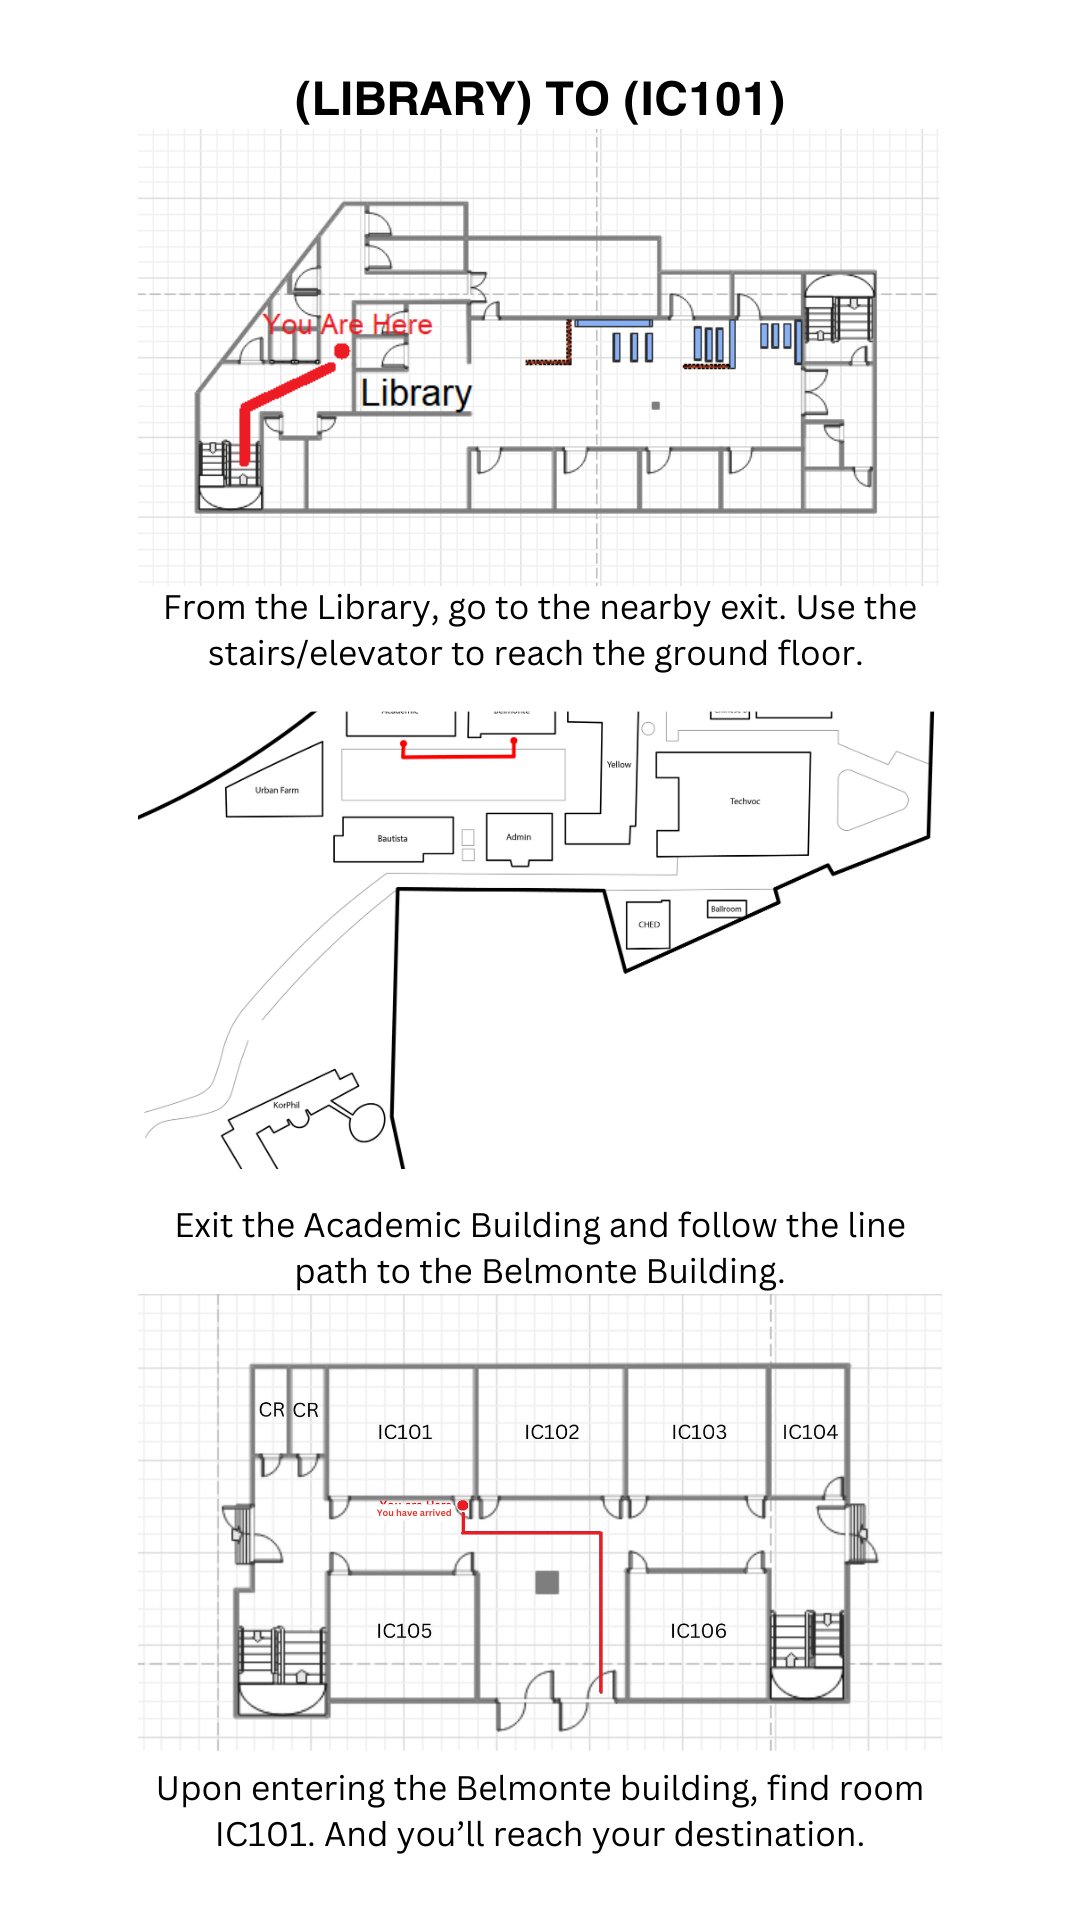 (LIBRARY) TO (IC101)
You Are Here
Library
From the Library, go to the nearby exit. Use the
stairs/elevator to reach the ground floor.
Academic
Belmonte
Yellow
Urban Farm
Techvoc
Bautista
Admin
CHED
Ballroom
KorPhil
Exit the Academic Building and follow the line
path to the Belmonte Building.
CR
CR
IC101
IC102
IC103
IC104
You are Here
You have arrived
IC105
IC106
Upon entering the Belmonte building, find room
IC101. And you’ll reach your destination.